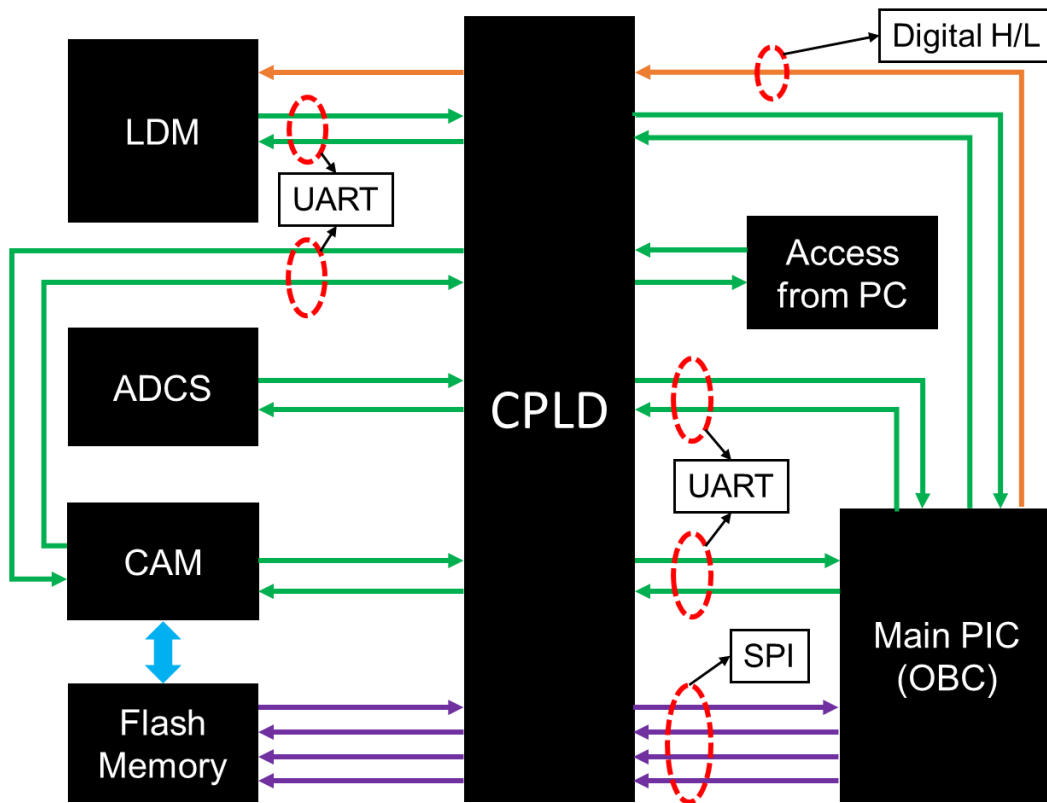 Digital H/L
LDM
UART
Access
from PC
ADCS
CPLD
UART
CAM
Main PIC
(OBC)
SPI
Flash
Memory